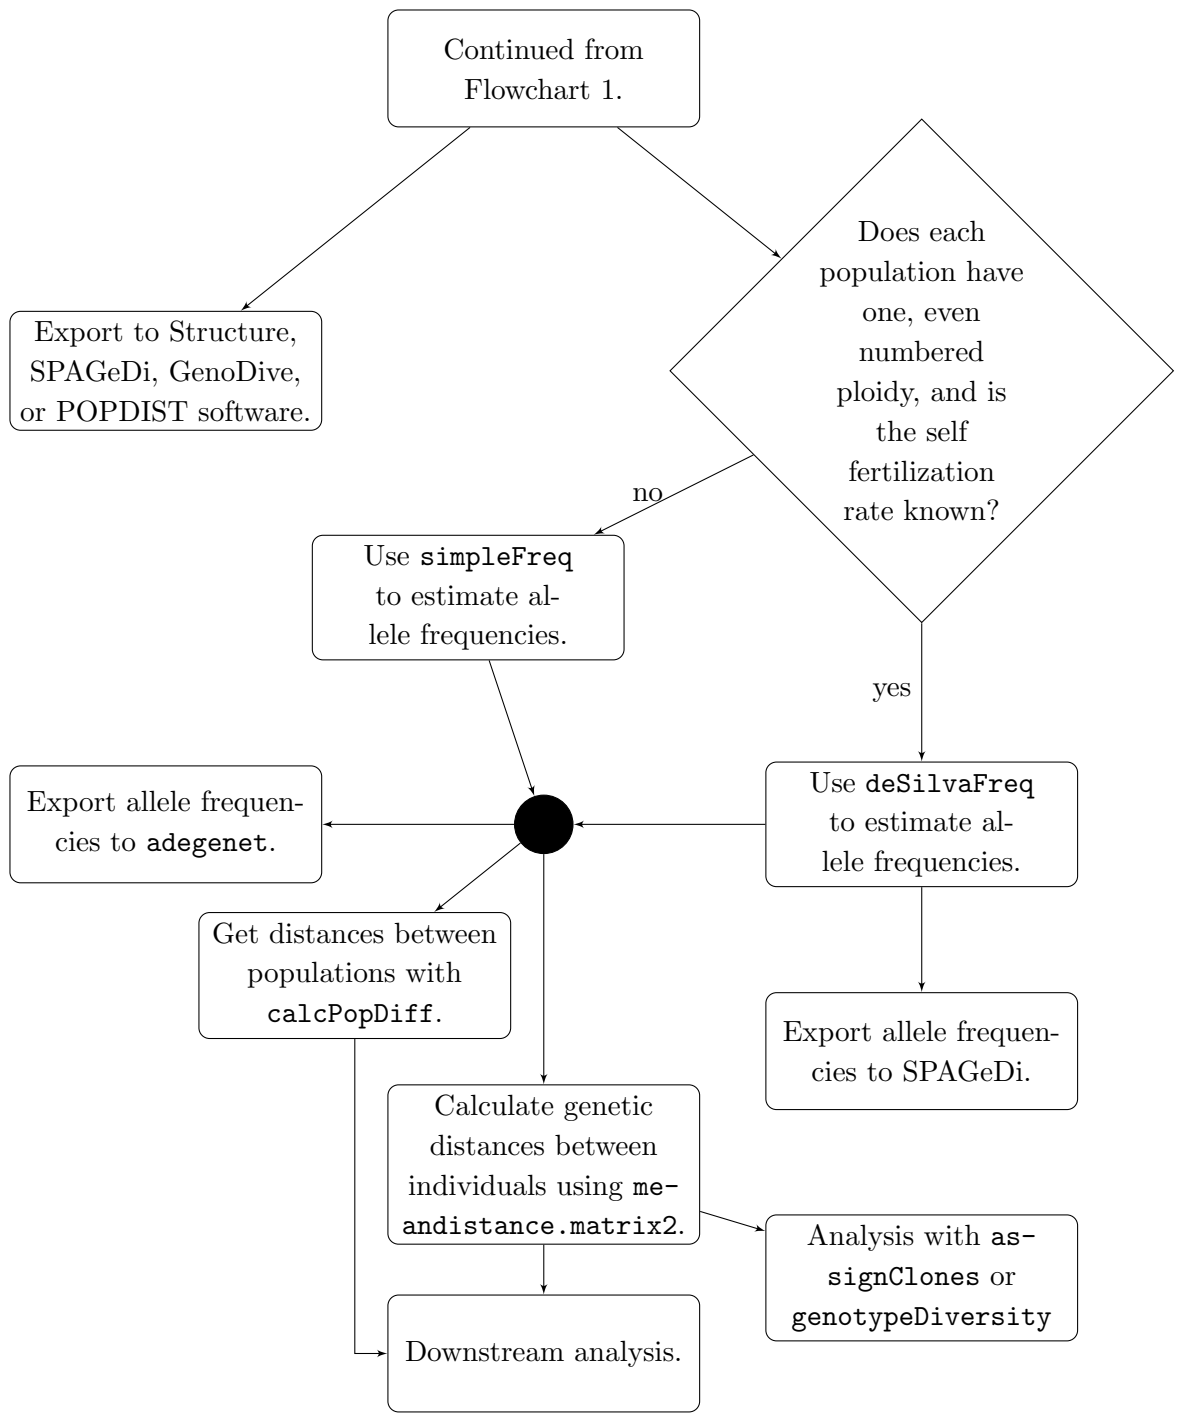 Continued from
Flowchart 1.
Does each
population have
one, even
numbered
ploidy, and is
the self
fertilization
rate known?
Export to Structure,
SPAGeDi, GenoDive,
or POPDIST software.
no
Use simpleFreq
to estimate al-
lele frequencies.
yes
Use deSilvaFreq
to estimate al-
lele frequencies.
Export allele frequen-
cies to adegenet.
Get distances between
populations with
calcPopDiff.
Export allele frequen-
cies to SPAGeDi.
Calculate genetic
distances between
individuals using me-
andistance.matrix2.
Analysis with as-
signClones or
genotypeDiversity
Downstream analysis.